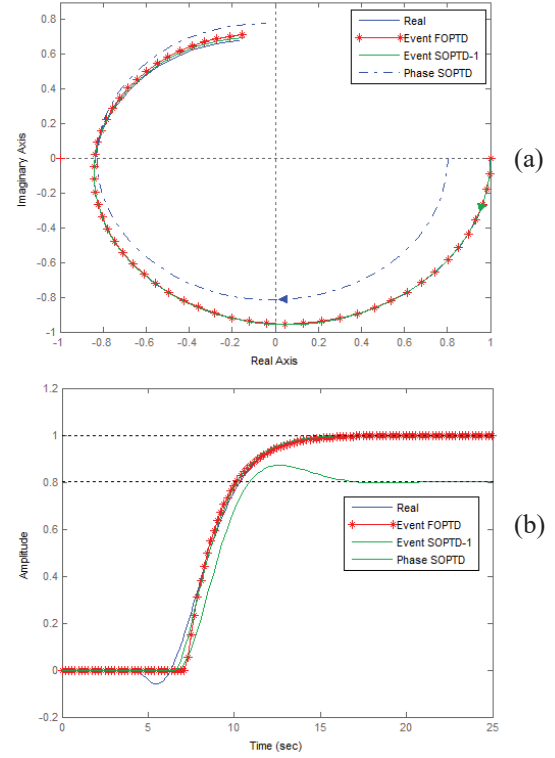 0.8
0.6
0.4
0.2
0
0.2
0.4
0.6
-0.8
-1
-1
-0.8
-0.6
-0.4
-0.2
0
0.2
0.4
0.6
0.8
1
Imaginary Axis
Real Axis
Real
Event FOPTD
Event SOPTD-1
Phase SOPTD
(a)
1.2
1
0.8
0.6
0.4
0.2
0
-0.2
0
5
10
15
20
25
Amplitude
Time (sec)
Real
Event FOPTD
Event SOPTD-1
Phase SOPTD
(b)